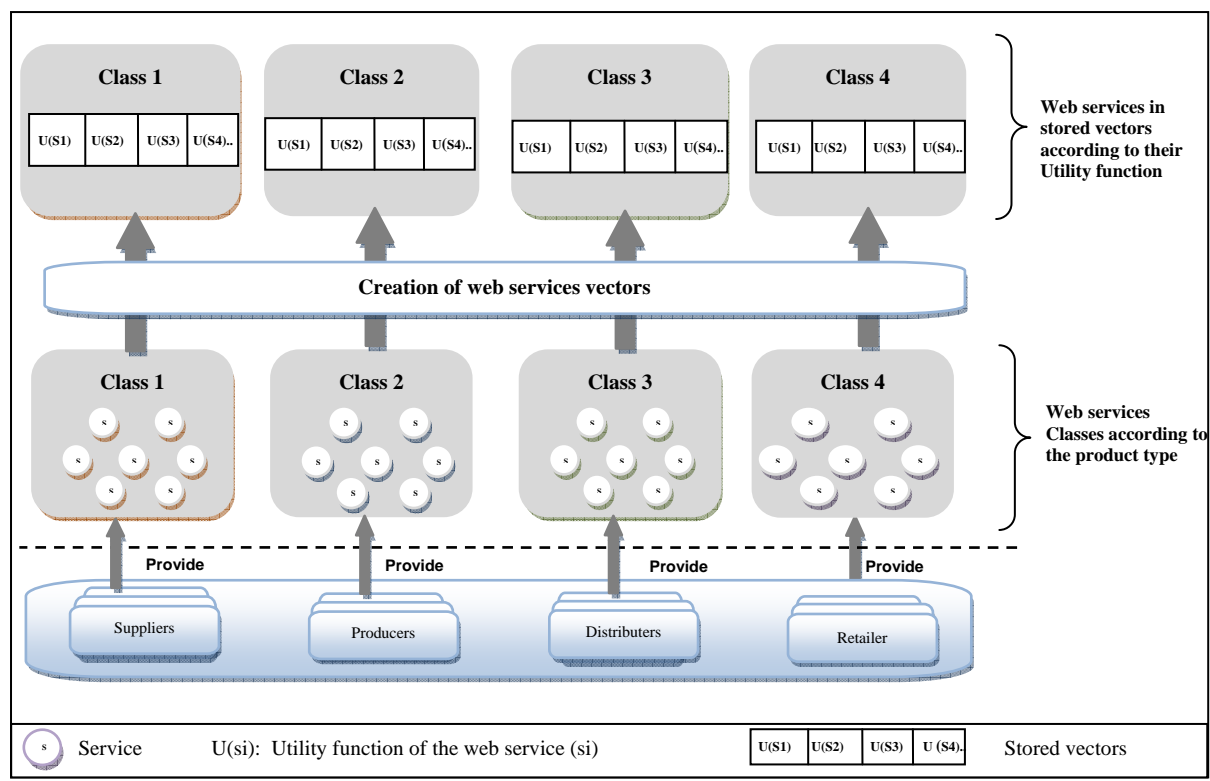 Class 1
Class 2
Class 3
Class 4
U(S1) U(S2) U(S3) U(S4)..
U(S1) U(S2) U(S3) U(S4)..
U(S1) U(S2) U(S3) U(S4)..
U(S1) U(S2) U(S3) U(S4)..
Web services in
stored vectors
according to their
Utility function
Creation of web services vectors
Class 1
s s
s s s
s s
Class 2
s s
s s s
s s
Class 3
s s
s s s
s s
Class 4
s s
s s s
s s
Web services
Classes according to
the product type
Provide
Provide
Provide
Provide
Suppliers
Producers
Distributers
Retailer
s Service
U(si): Utility function of the web service (si)
U(S1) U(S2) U(S3) U (S4)..
Stored vectors